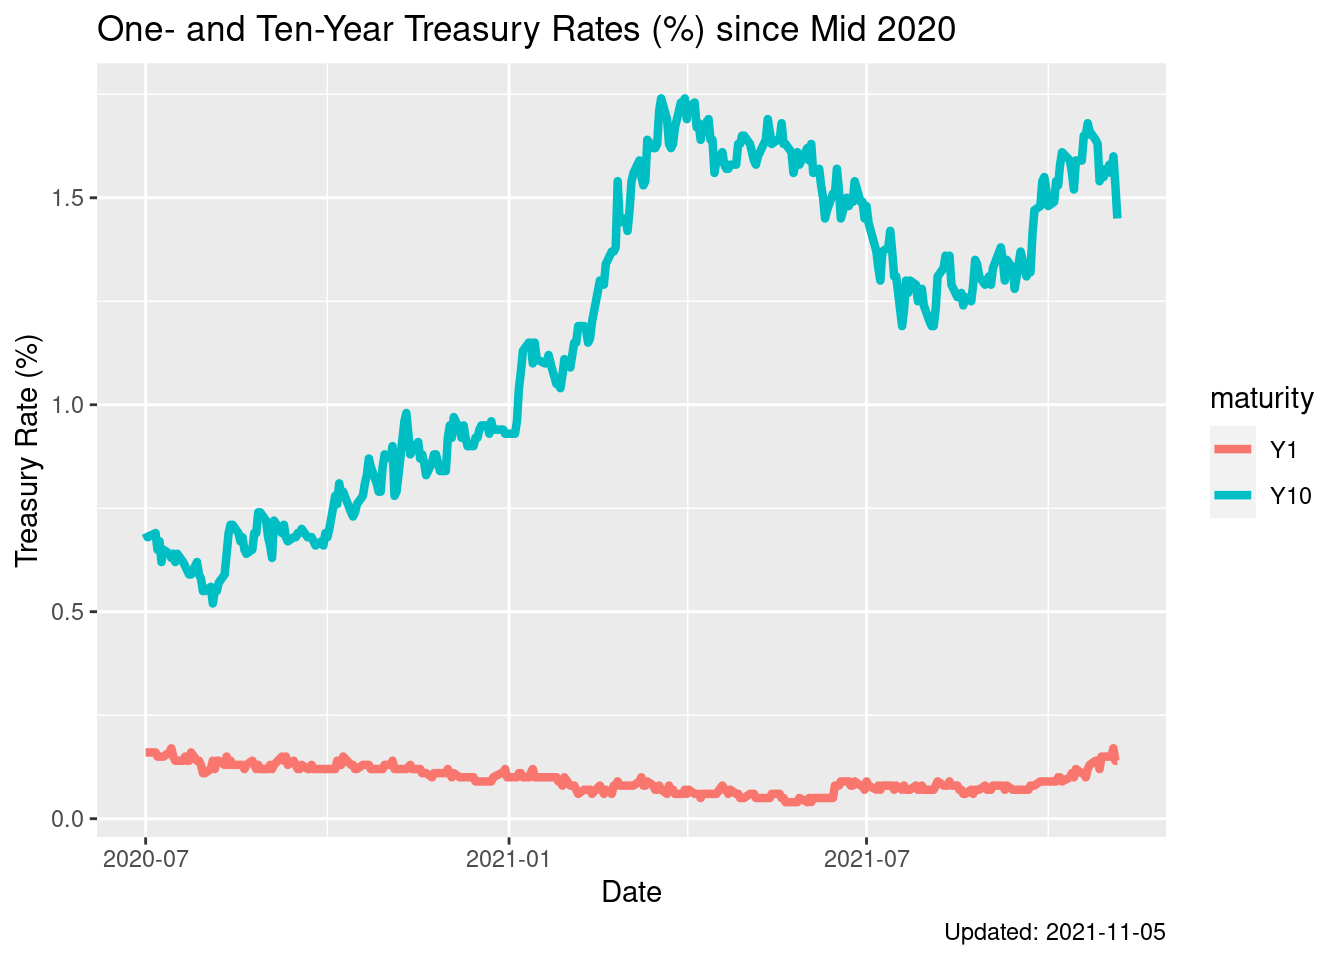 One- and Ten-Year Treasury Rates (%) since Mid 2020
Treasury Rate (%)
1.5
1.0
0.5
0.0
2020-07
2021-01
2021-07
Date
maturity
Y1
Y10
Updated: 2021-11-05